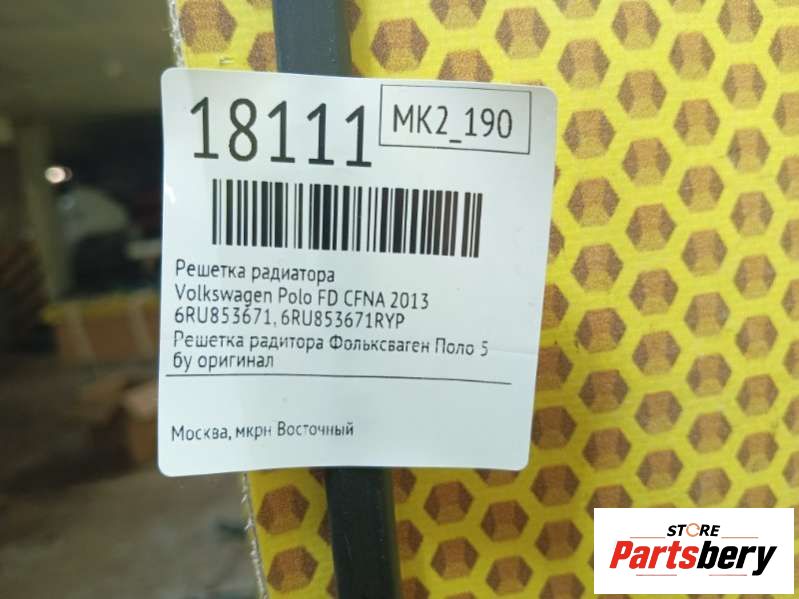 18111
MK2_190
Решетка радиатора
Volkswagen Polo FD CFNA 2013
6RU853671, 6RU853671RYP
Решетка радитора Фольксваген Поло 5
бу оригинал
Москва, мкрн Восточный
STORE
Partsbery